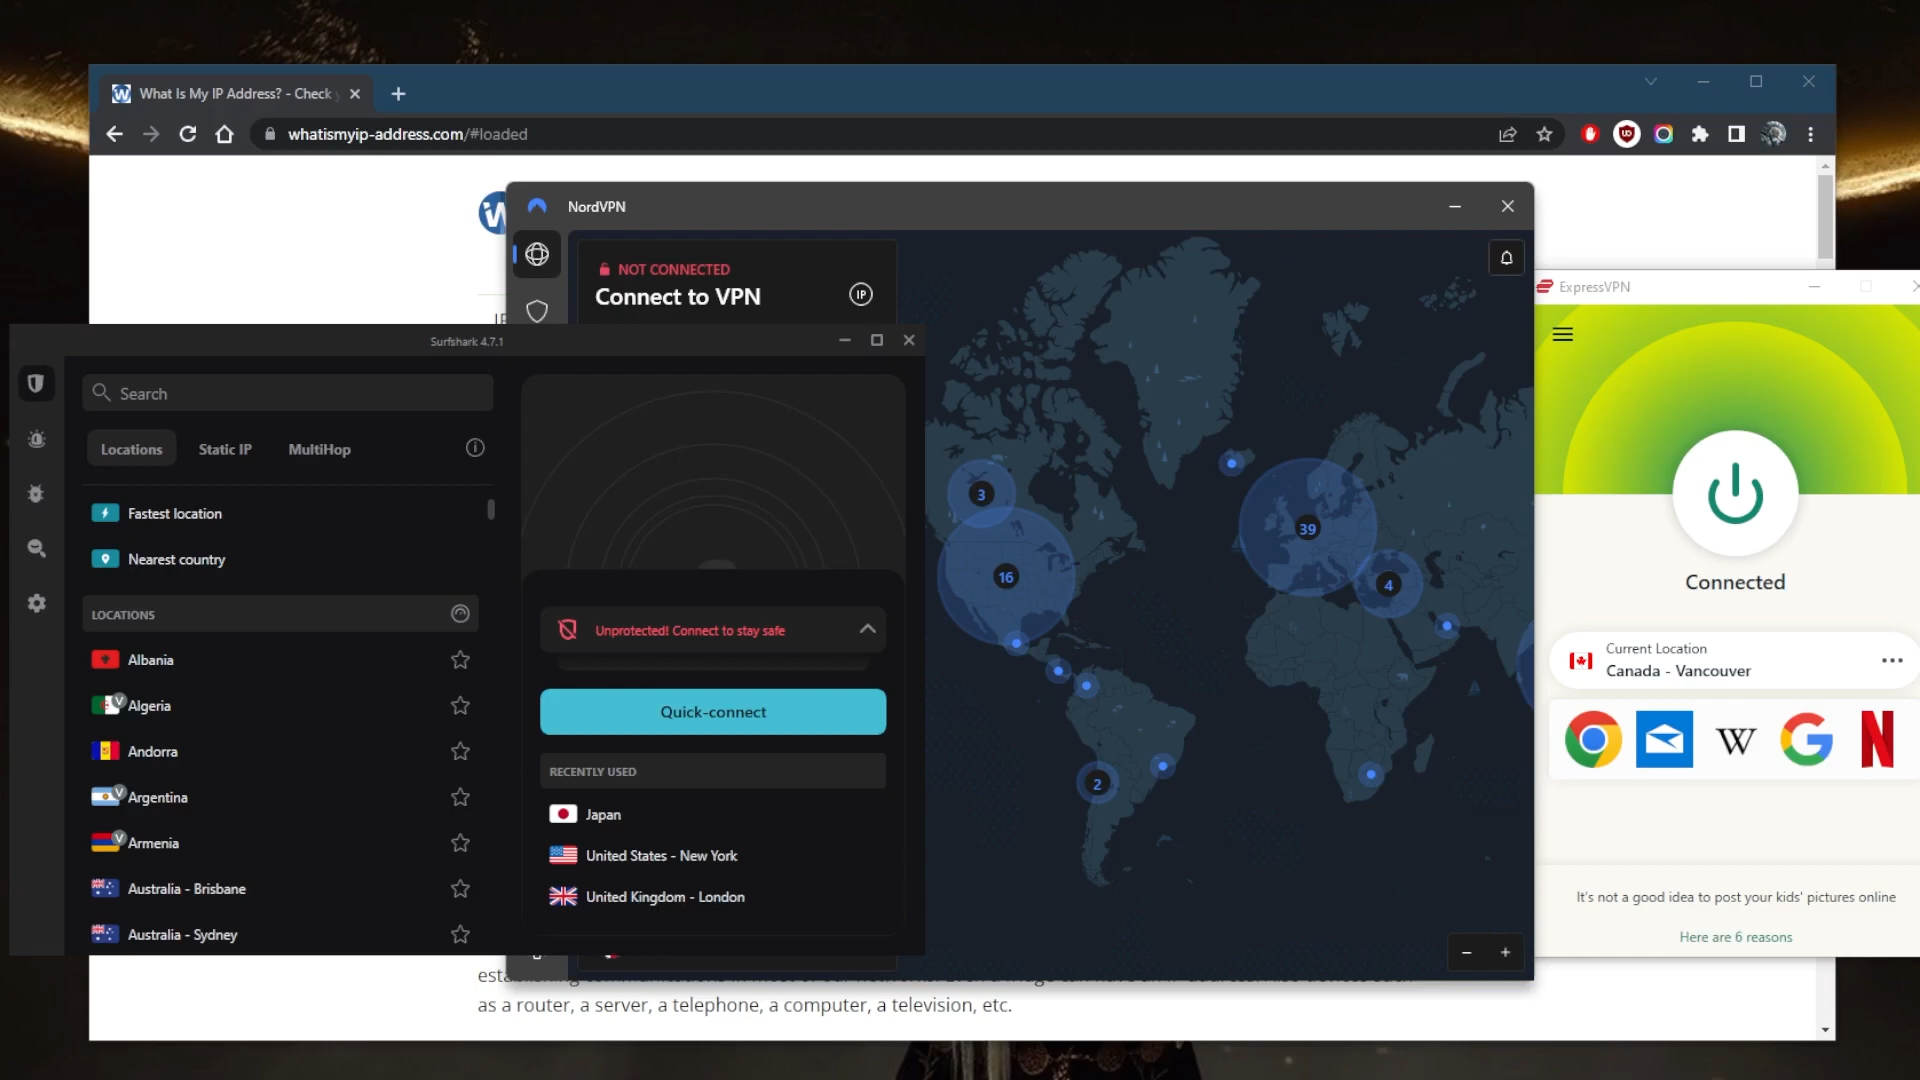 What Is My IP Address? - Check
whatismyip-address.com/#loaded
NordVPN
NOT CONNECTED
Connect to VPN
IP
3
16
39
4
2
Surfshark 4.7.1
Search
Locations
Static IP
MultiHop
Fastest location
Nearest country
LOCATIONS
Albania
V
Algeria
Andorra
V
Argentina
V
Armenia
Australia - Brisbane
Australia - Sydney
Unprotected! Connect to stay safe
Quick-connect
RECENTLY USED
Japan
United States - New York
United Kingdom - London
ExpressVPN
Connected
Current Location
Canada - Vancouver
W
G
N
It's not a good idea to post your kids' pictures online
Here are 6 reasons
as a router, a server, a telephone, a computer, a television, etc.